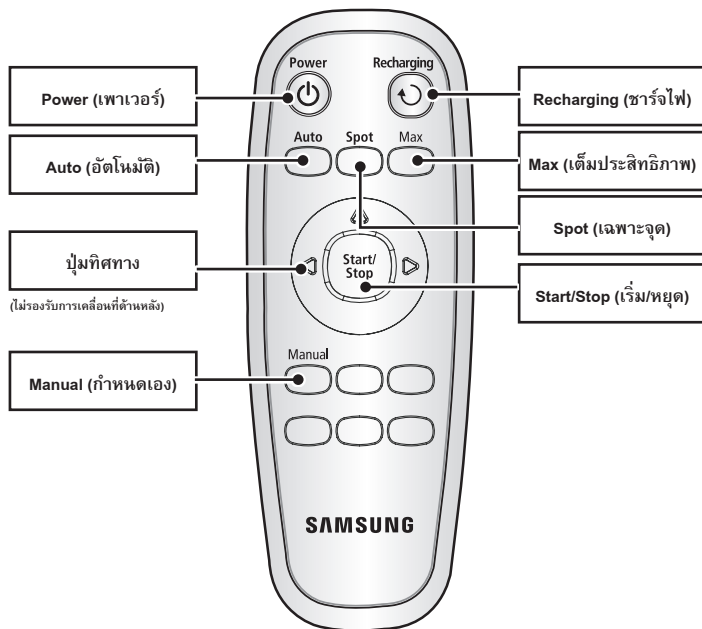 Power
Recharging
Power (เพาเวอร์)
Recharging (ชาร์จไฟ)
Auto
Spot
Max
Auto (อัตโนมัติ)
Max (เต็มประสิทธิภาพ)
Spot (เฉพาะจุด)
ปุ่มทิศทาง
Start/
Stop
(ไม่รองรับการเคลื่อนที่ด้านหลัง)
Start/Stop (เริ่ม/หยุด)
Manual
Manual (กำหนดเอง)
SAMSUNG